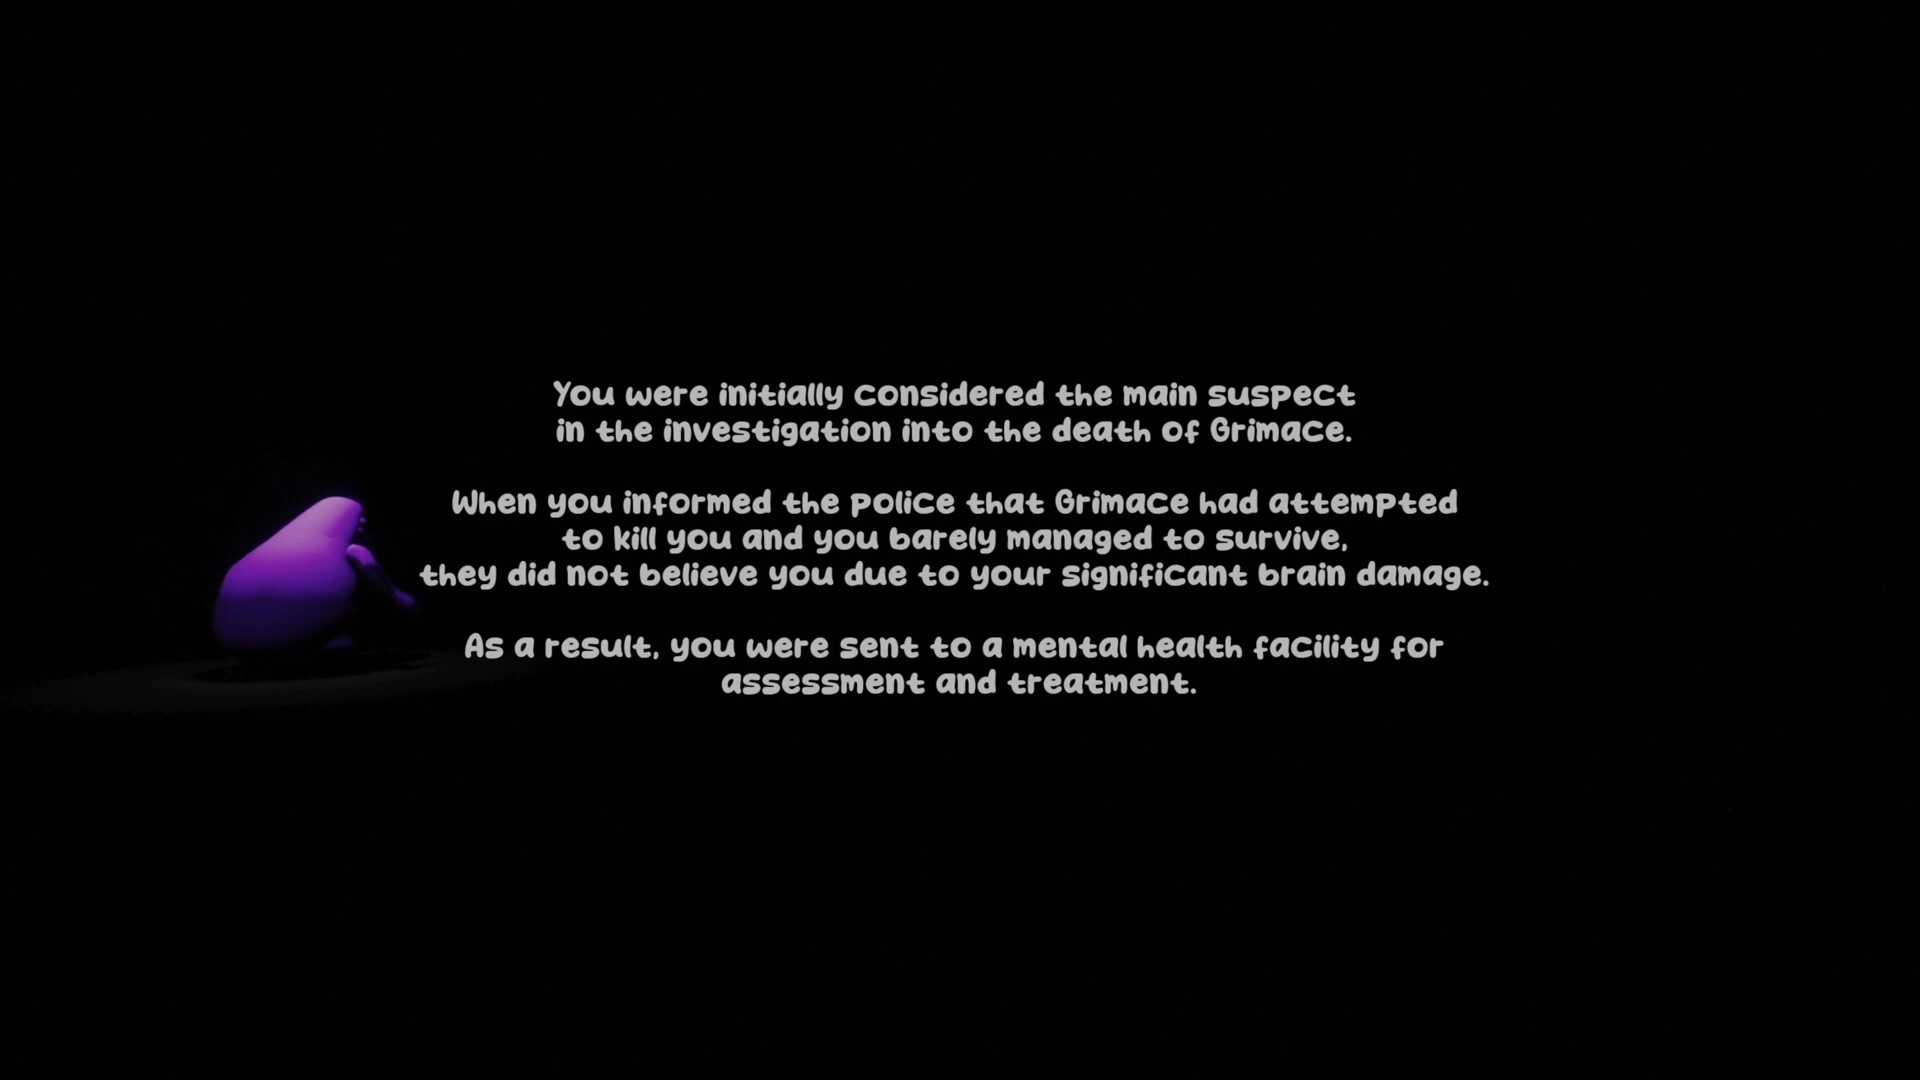 You were initially considered the main suspect
in the investigation into the death of Grimace.
When you informed the police that Grimace had attempted
to kill you and you barely managed to survive,
they did not believe you due to your significant brain damage.
As a result, you were sent to a mental health facility for
assessment and treatment.